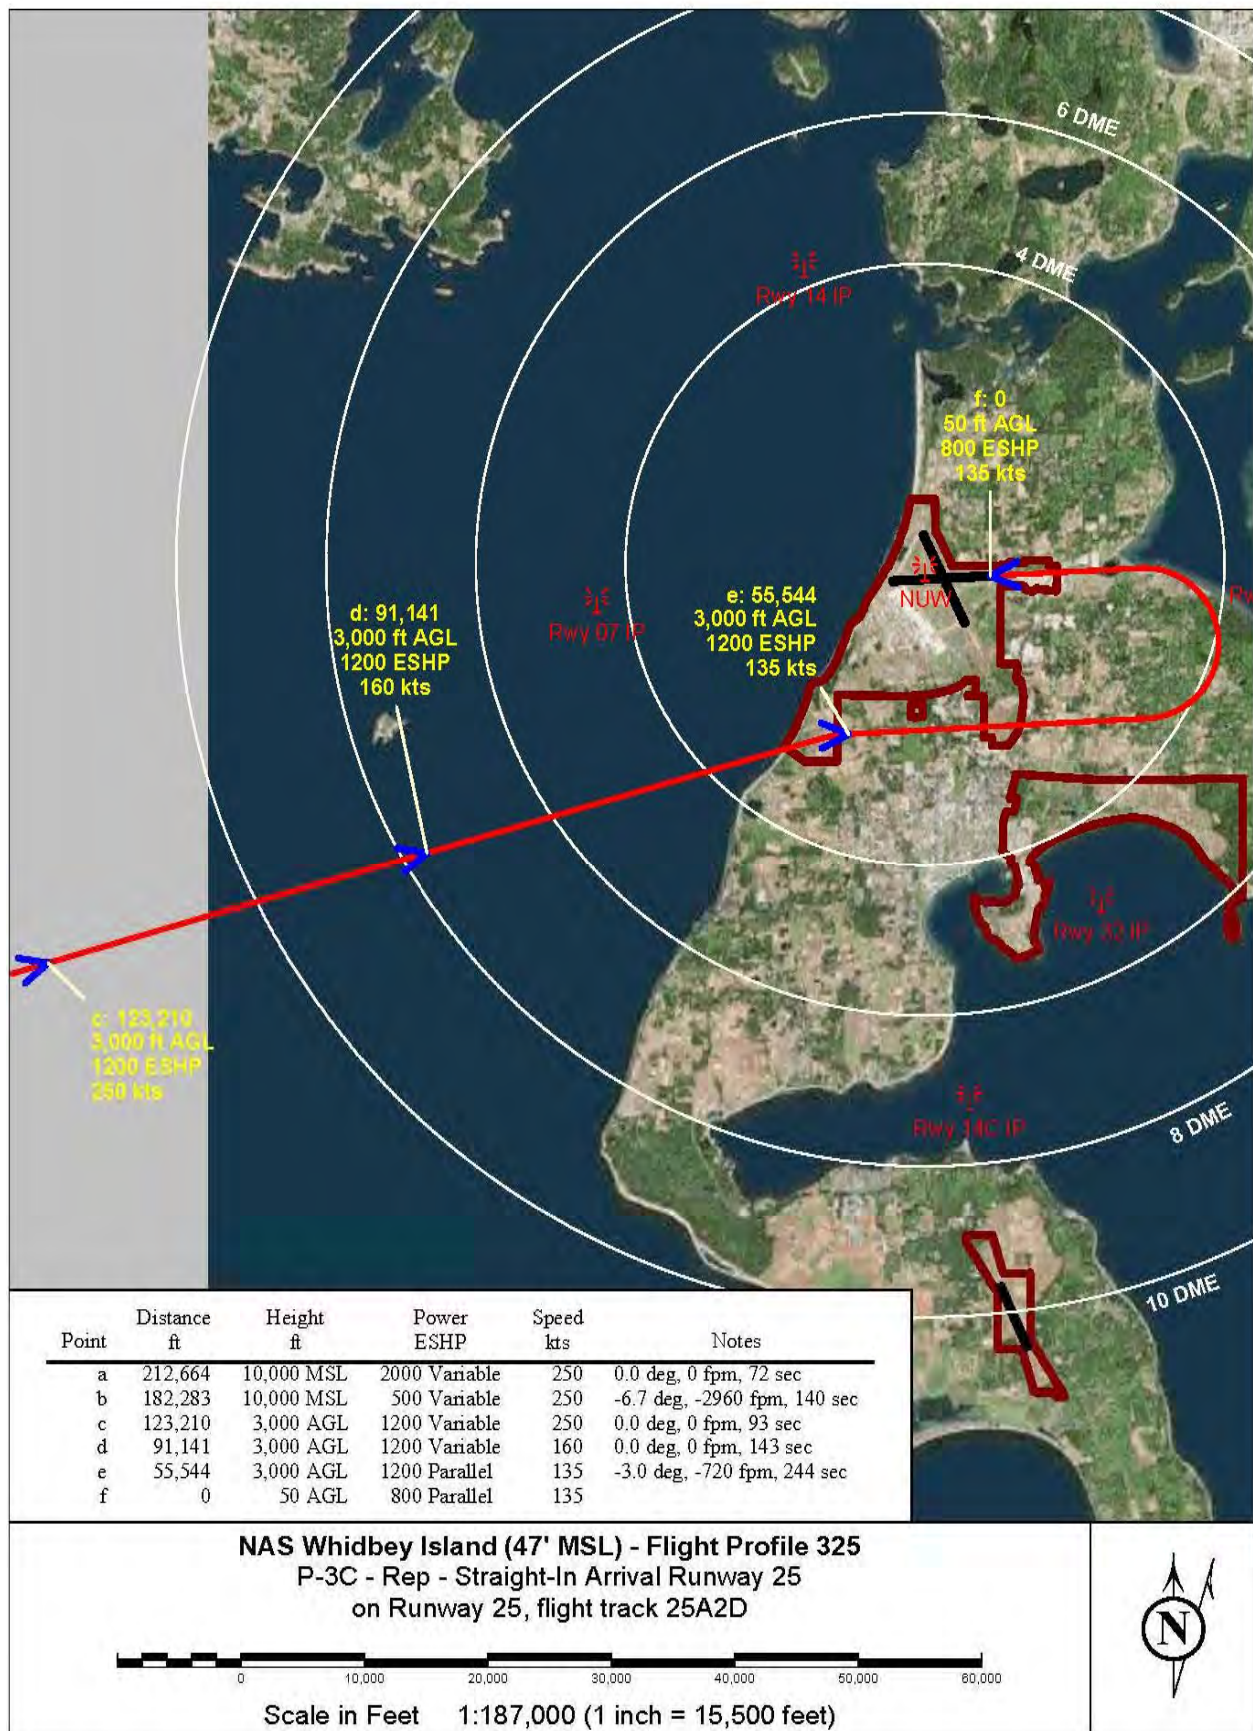 6 DME
4 DME
Rwy 14 IP
f: 0
50 ft AGL
800 ESHP
135 kts
NUW
Rw
e: 55,544
3,000 ft AGL
1200 ESHP
135 kts
Rwy 07 IP
d: 91,141
3,000 ft AGL
1200 ESHP
160 kts
Rwy 32 IP
c: 123,210
3,000 ft AGL
1200 ESHP
250 kts
Rwy 14C IP
8 DME
10 DME
Distance Height Power Speed
Point ft ft ESHP kts Notes
a 212,664 10,000 MSL 2000 Variable 250 0.0 deg, 0 fpm, 72 sec
b 182,283 10,000 MSL 500 Variable 250 -6.7 deg, -2960 fpm, 140 sec
c 123,210 3,000 AGL 1200 Variable 250 0.0 deg, 0 fpm, 93 sec
d 91,141 3,000 AGL 1200 Variable 160 0.0 deg, 0 fpm, 143 sec
e 55,544 3,000 AGL 1200 Parallel 135 -3.0 deg, -720 fpm, 244 sec
f 0 50 AGL 800 Parallel 135
NAS Whidbey Island (47' MSL) - Flight Profile 325
P-3C - Rep - Straight-In Arrival Runway 25
on Runway 25, flight track 25A2D
0 10,000 20,000 30,000 40,000 50,000 60,000
Scale in Feet 1:187,000 (1 inch = 15,500 feet)
N